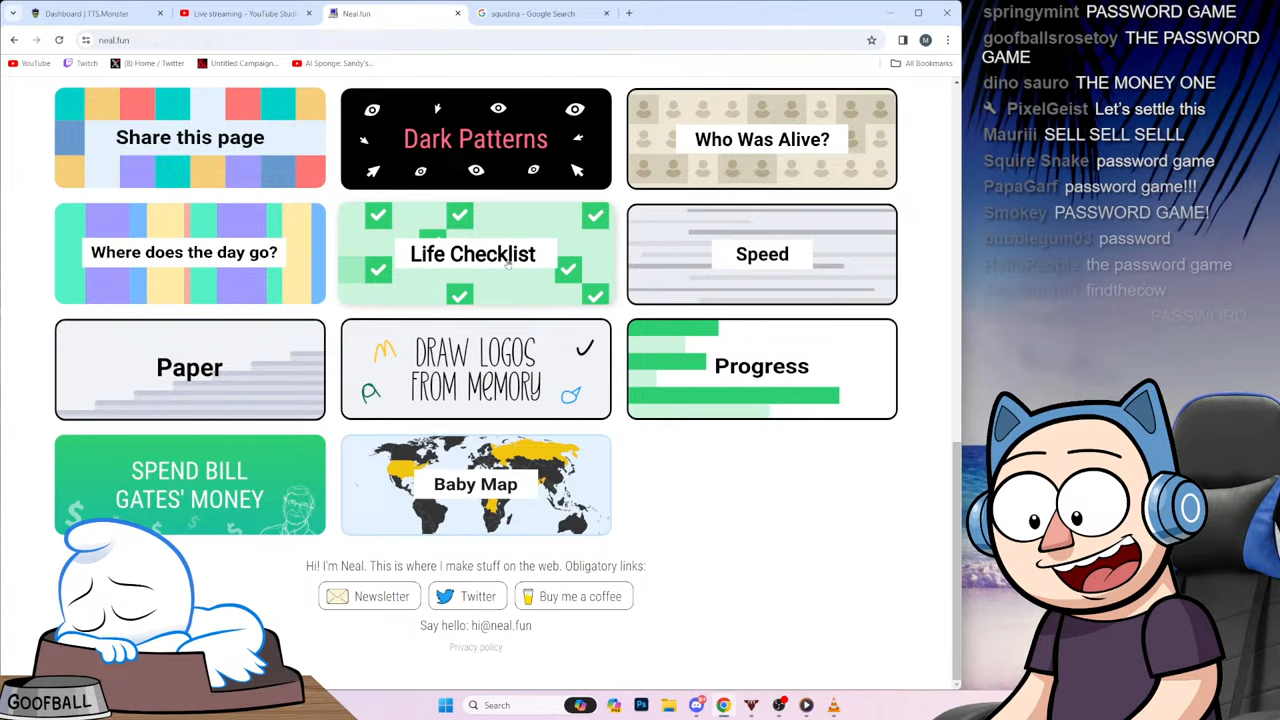 Dashboard | TTS.Monster
Live streaming - YouTube Studi
Neal.fun
squidina - Google Search
neal.fun
M
YouTube
Twitch
(8) Home / Twitter
Untitled Campaign...
AI Sponge: Sandy's...
All Bookmarks
Share this page
Dark Patterns
Who Was Alive?
Where does the day go?
Life Checklist
Speed
Paper
DRAW LOGOS
FROM MEMORY
Progress
SPEND BILL
GATES' MONEY
Baby Map
Hi! I'm Neal. This is where I make stuff on the web. Obligatory links:
Newsletter
Twitter
Buy me a coffee
Say hello: hi@neal.fun
Privacy policy
GOOFBALL
Search
springymint PASSWORD GAME
goofballsrosetoy THE PASSWORD
GAME
dino sauro THE MONEY ONE
PixelGeist Let's settle this
Mauriii SELL SELL SELLL
Squire Snake password game
PapaGarf password game!!!
Smokey PASSWORD GAME!
bubblegum03 password
the password game
findthecow
PASSWORD